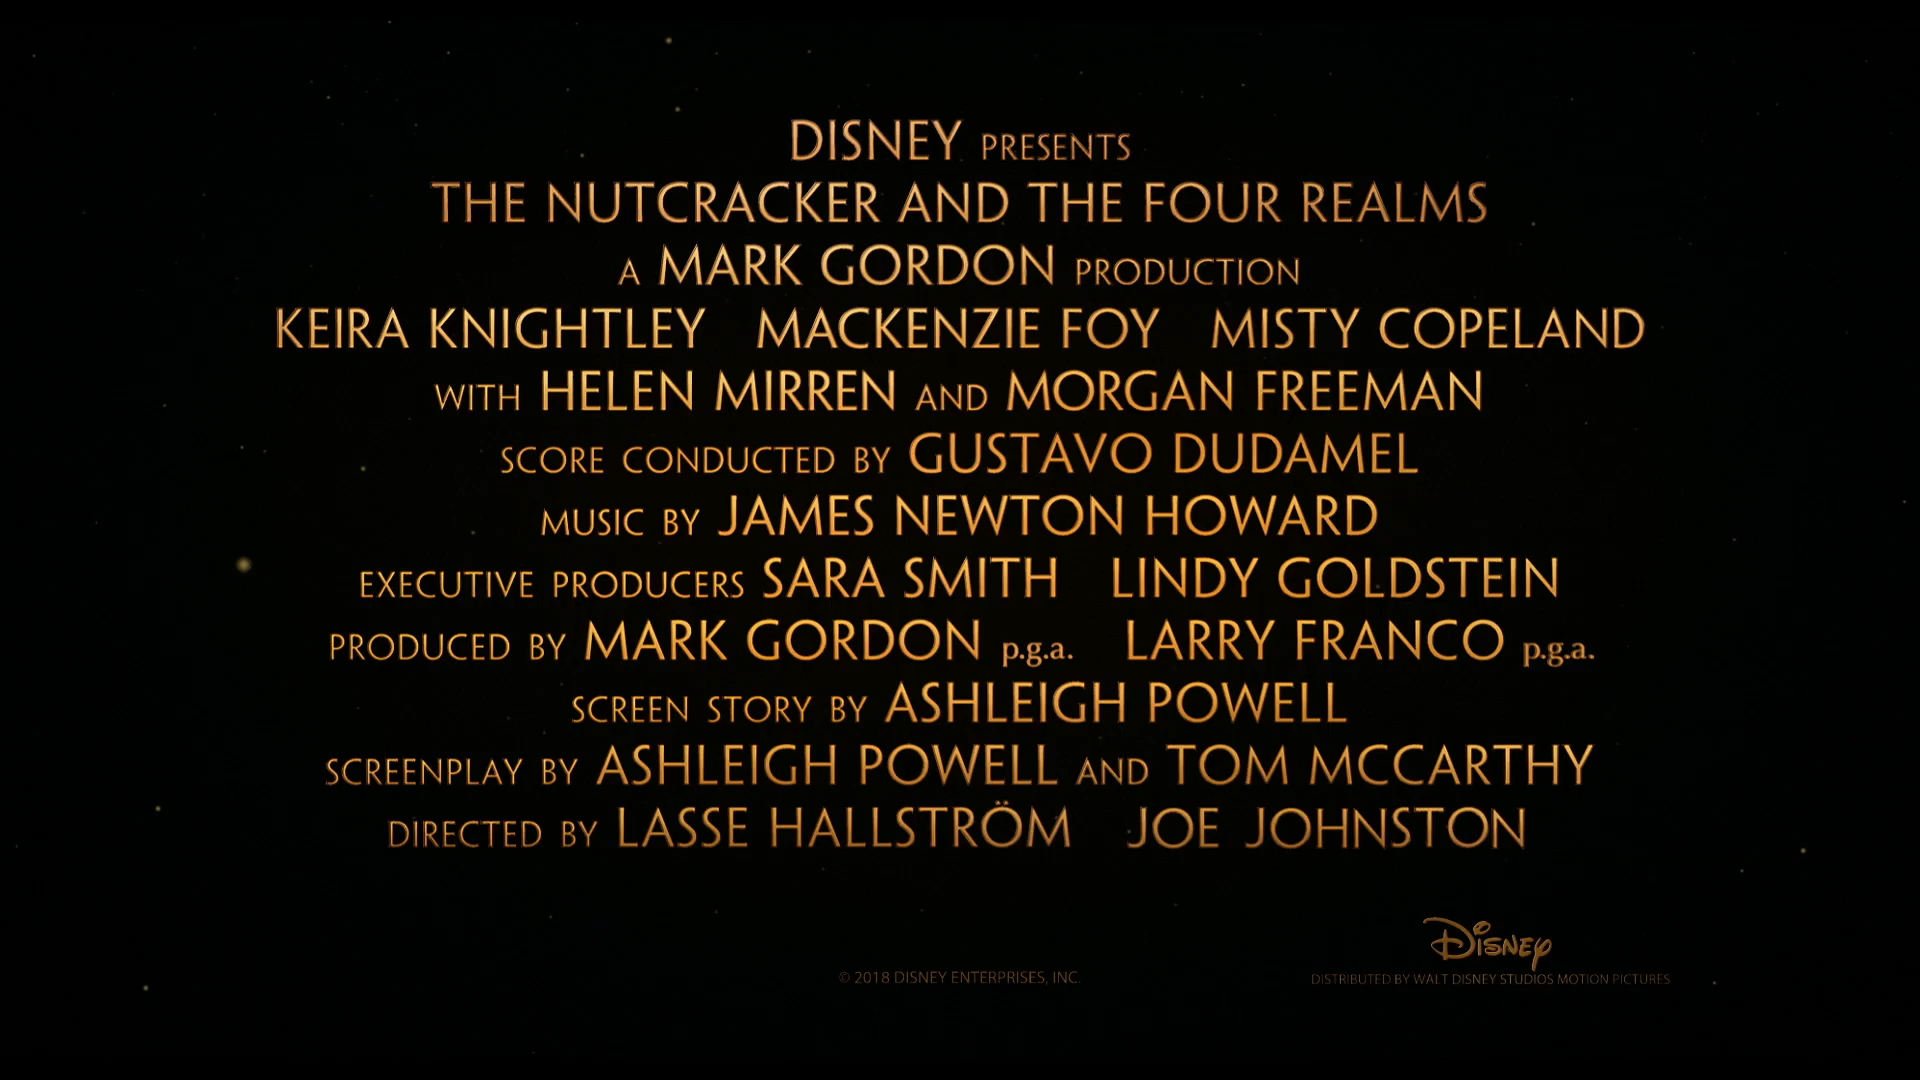 DISNEY PRESENTS
THE NUTCRACKER AND THE FOUR REALMS
A MARK GORDON PRODUCTION
KEIRA KNIGHTLEY MACKENZIE FOY MISTY COPELAND
WITH HELEN MIRREN AND MORGAN FREEMAN
SCORE CONDUCTED BY GUSTAVO DUDAMEL
MUSIC BY JAMES NEWTON HOWARD
EXECUTIVE PRODUCERS SARA SMITH LINDY GOLDSTEIN
PRODUCED BY MARK GORDON p.g.a. LARRY FRANCO p.g.a.
SCREEN STORY BY ASHLEIGH POWELL
SCREENPLAY BY ASHLEIGH POWELL AND TOM MCCARTHY
DIRECTED BY LASSE HALLSTRÖM JOE JOHNSTON
Disney
© 2018 DISNEY ENTERPRISES, INC.
DISTRIBUTED BY WALT DISNEY STUDIOS MOTION PICTURES